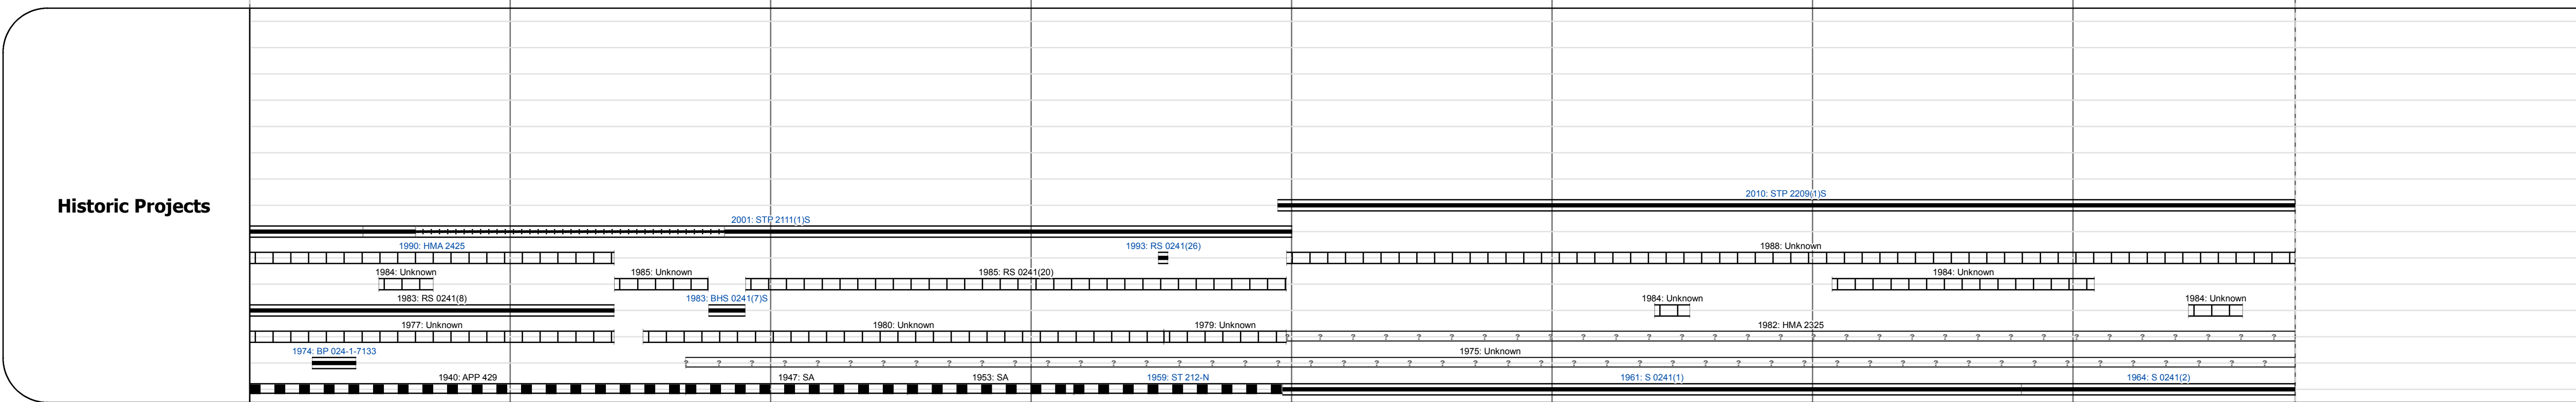 2010: STP 2209(1)S
Historic Projects
2001: STP 2111(1)S
1990: HMA 2425
1993: RS 0241(26)
1988: Unknown
1984: Unknown
1985: Unknown
1985: RS 0241(20)
1984: Unknown
1983: RS 0241(8)
1983: BHS 0241(7)S
1984: Unknown
1984: Unknown
1977: Unknown
1980: Unknown
1979: Unknown
1982: HMA 2325
? ? ? ? ? ? ? ? ? ? ? ? ? ? ? ? ? ? ? ? ? ? ? ? ? ? ? ? ? ? ?
1974: BP 024-1-7133
1975: Unknown
? ? ? ? ? ? ? ? ? ? ? ? ? ? ? ? ? ? ? ? ? ? ? ? ? ? ? ? ? ? ? ? ? ? ? ? ? ? ? ? ? ? ? ? ? ? ? ? ?
1940: APP 429
1947: SA
1953: SA
1959: ST 212-N
1961: S 0241(1)
1964: S 0241(2)